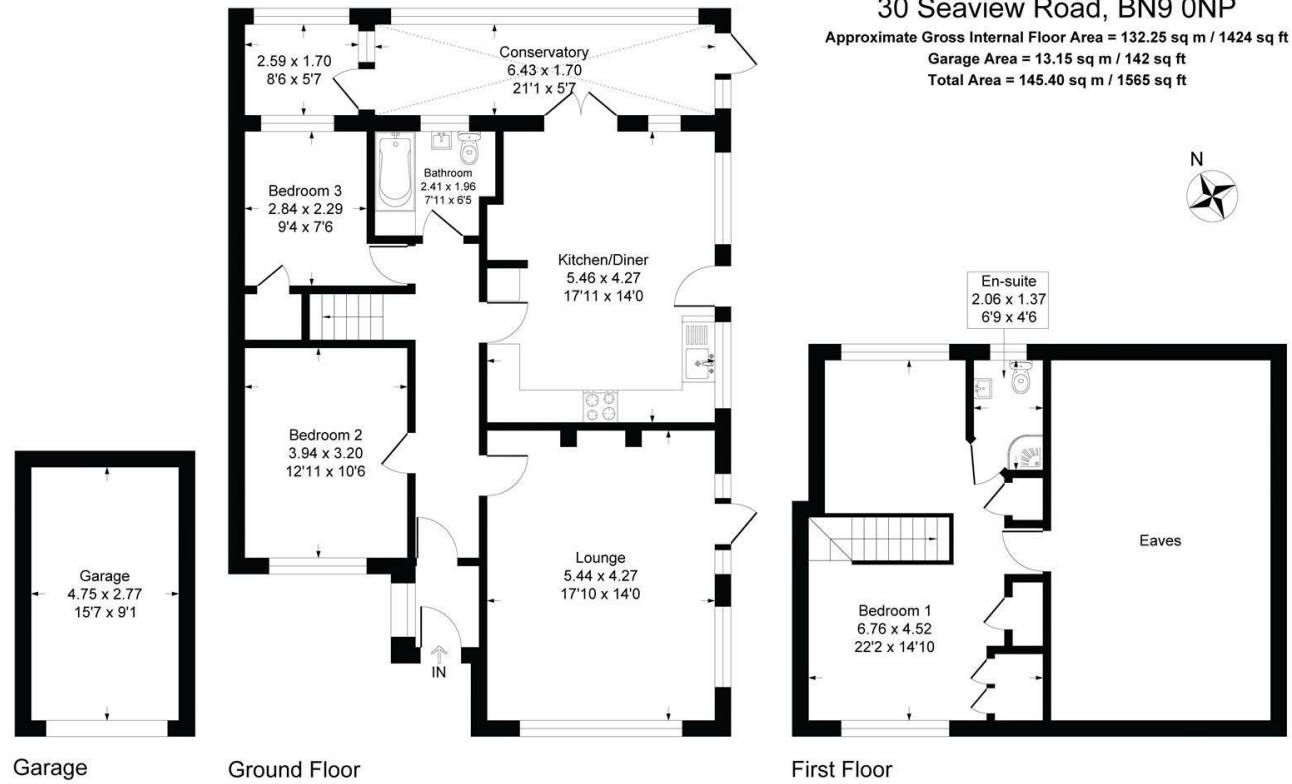 30 Seaview Road, BN9 0NP
Approximate Gross Internal Floor Area = 132.25 sq m / 1424 sq ft
Garage Area = 13.15 sq m / 142 sq ft
Total Area = 145.40 sq m / 1565 sq ft
N
2.59 x 1.70
8'6 x 5'7
Conservatory
6.43 x 1.70
21'1 x 5'7
Bedroom 3
2.84 x 2.29
9'4 x 7'6
Bathroom
2.41 x 1.96
7'11 x 6'5
Kitchen/Diner
5.46 x 4.27
17'11 x 14'0
Bedroom 2
3.94 x 3.20
12'11 x 10'6
Lounge
5.44 x 4.27
17'10 x 14'0
IN
Garage
4.75 x 2.77
15'7 x 9'1
En-suite
2.06 x 1.37
6'9 x 4'6
Eaves
Bedroom 1
6.76 x 4.52
22'2 x 14'10
Garage
Ground Floor
First Floor